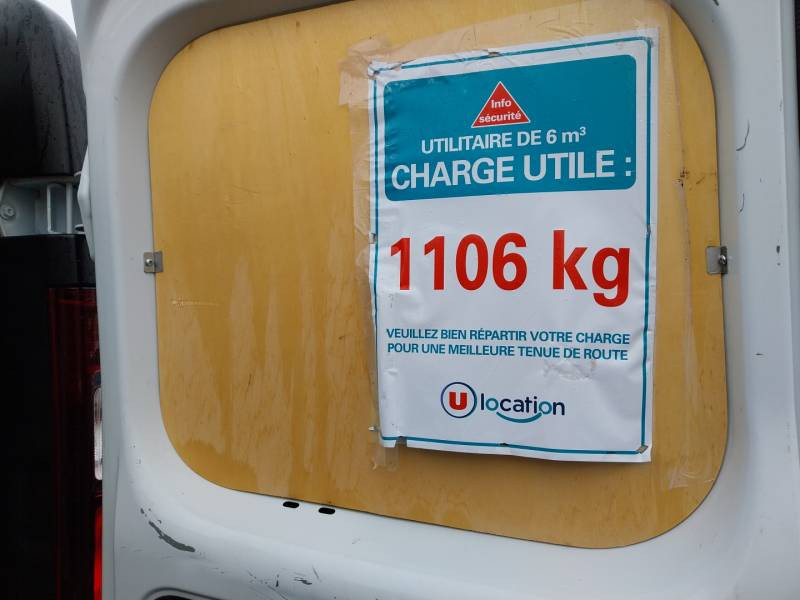 Info
sécurité
UTILITAIRE DE 6 m³
CHARGE UTILE :
1106 kg
VEUILLEZ BIEN RÉPARTIR VOTRE CHARGE
POUR UNE MEILLEURE TENUE DE ROUTE
U location